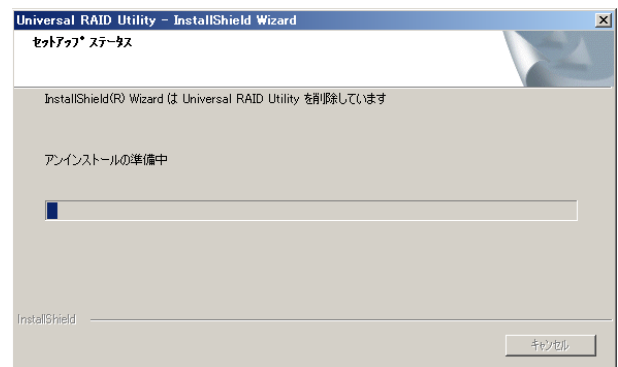 Universal RAID Utility - InstallShield Wizard
ｾｯﾄｱｯﾌﾟ ｽﾃｰﾀｽ
InstallShield(R) Wizard は Universal RAID Utility を削除しています
アンインストールの準備中
InstallShield
キャンセル